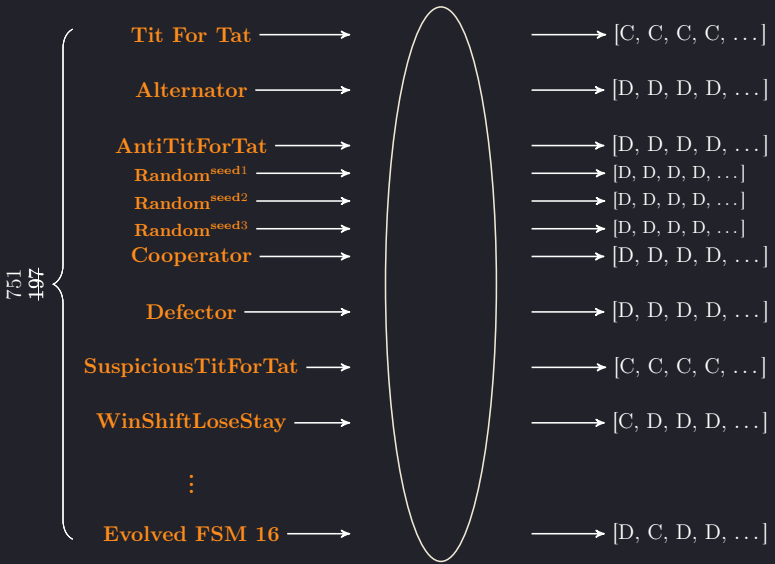 Tit For Tat [C, C, C, C, ...]
Alternator [D, D, D, D, ...]
AntiTitForTat [D, D, D, D, ...]
Random^seed1 [D, D, D, D, ...]
Random^seed2 [D, D, D, D, ...]
Random^seed3 [D, D, D, D, ...]
Cooperator [D, D, D, D, ...]
751
197
Defector [D, D, D, D, ...]
SuspiciousTitForTat [C, C, C, C, ...]
WinShiftLoseStay [C, D, D, D, ...]
⋮
Evolved FSM 16 [D, C, D, D, ...]